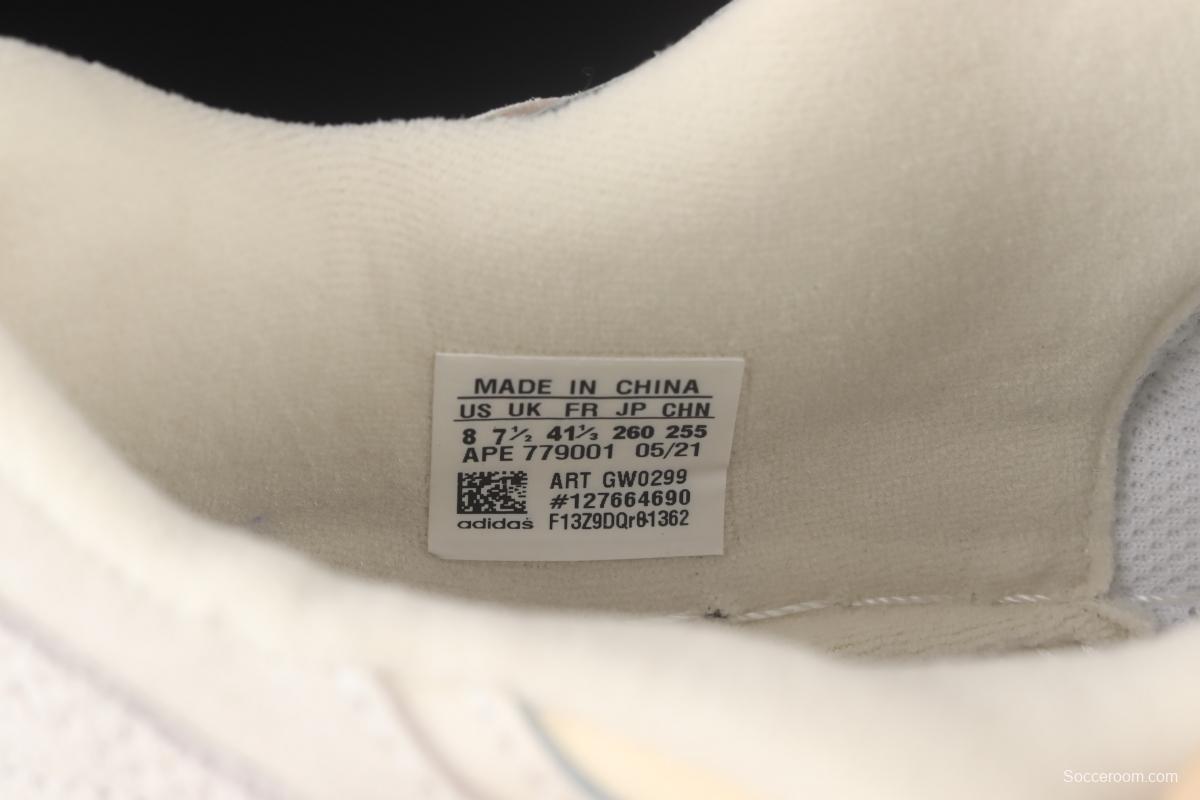 MADE IN CHINA
US UK FR JP CHN
8 7½ 41⅓ 260 255
APE 779001 05/21
ART GW0299
#127664690
adidas F13Z9DQr81362
Socceroom.com